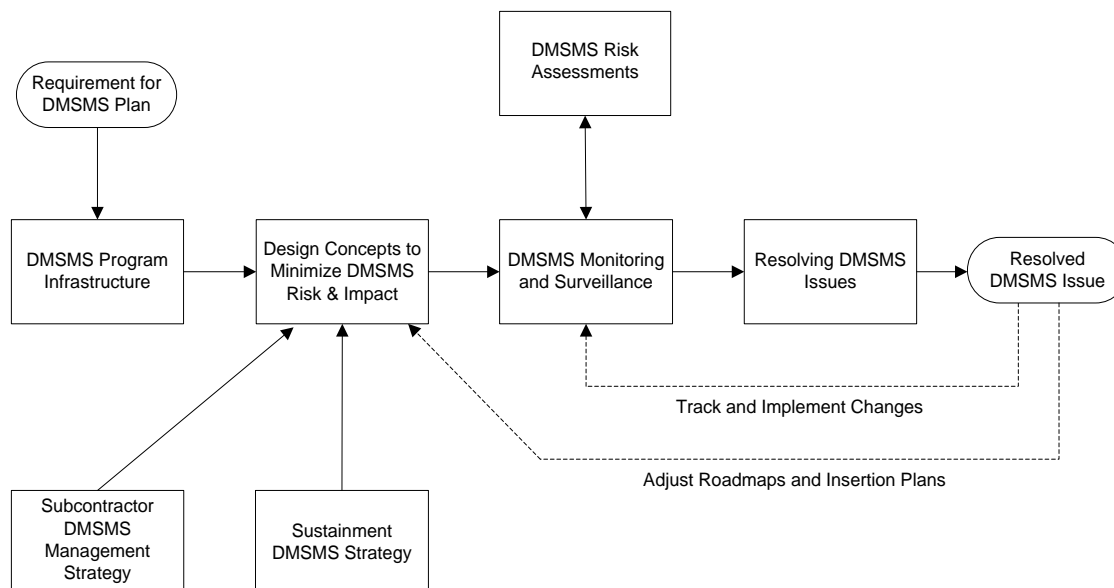 DMSMS Risk
Assessments
Requirement for
DMSMS Plan
DMSMS Program
Infrastructure
Design Concepts to
Minimize DMSMS
Risk & Impact
DMSMS Monitoring
and Surveillance
Resolving DMSMS
Issues
Resolved
DMSMS Issue
Track and Implement Changes
Adjust Roadmaps and Insertion Plans
Subcontractor
DMSMS
Management
Strategy
Sustainment
DMSMS Strategy